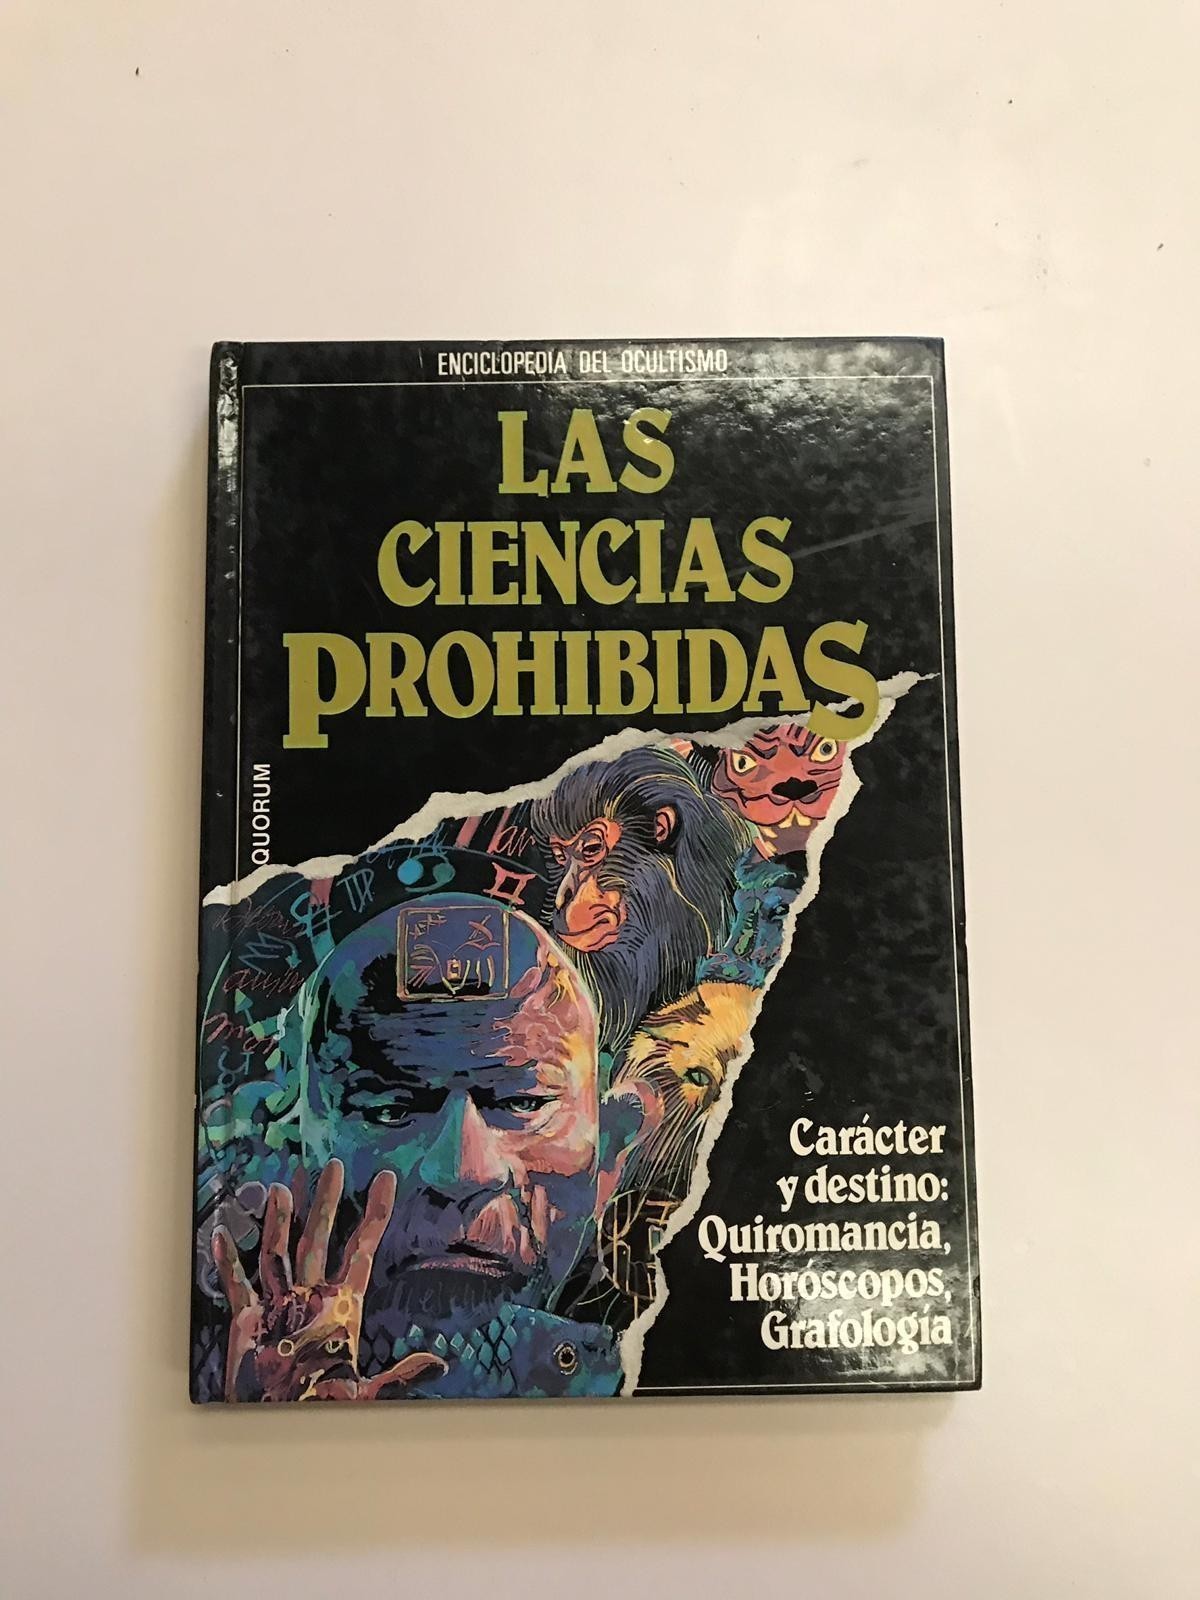 ENCICLOPEDIA DEL OCULTISMO
LAS
CIENCIAS
PROHIBIDAS
QUORUM
Carácter
y destino:
Quiromancia,
Horóscopos,
Grafología